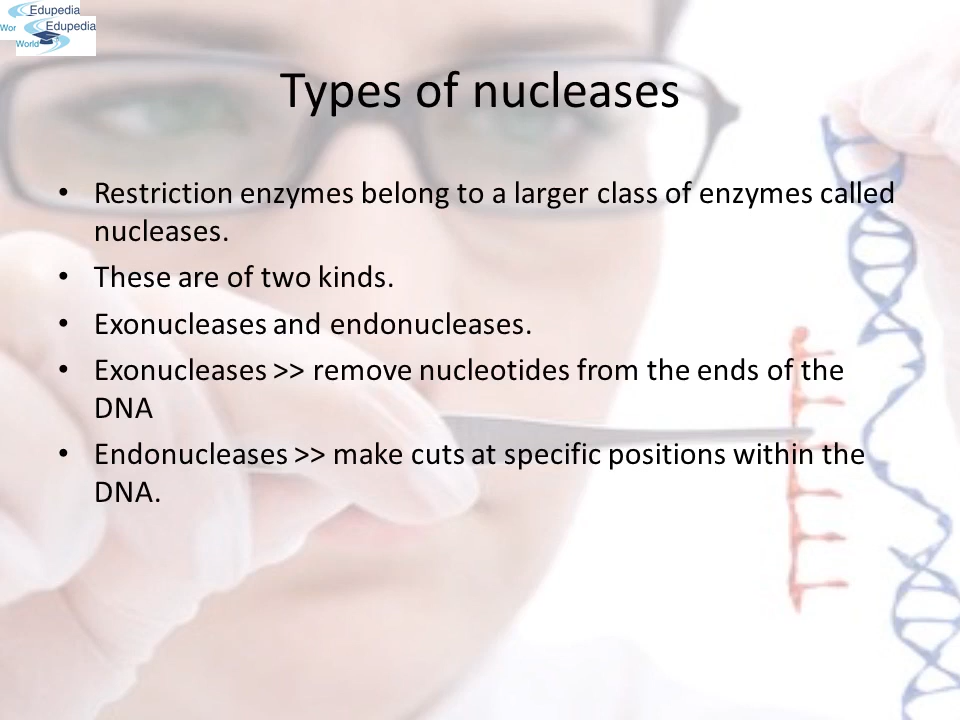 Edupedia
Wor
Edupedia
World
Types of nucleases
• Restriction enzymes belong to a larger class of enzymes called
nucleases.
• These are of two kinds.
• Exonucleases and endonucleases.
• Exonucleases >> remove nucleotides from the ends of the
DNA
• Endonucleases >> make cuts at specific positions within the
DNA.